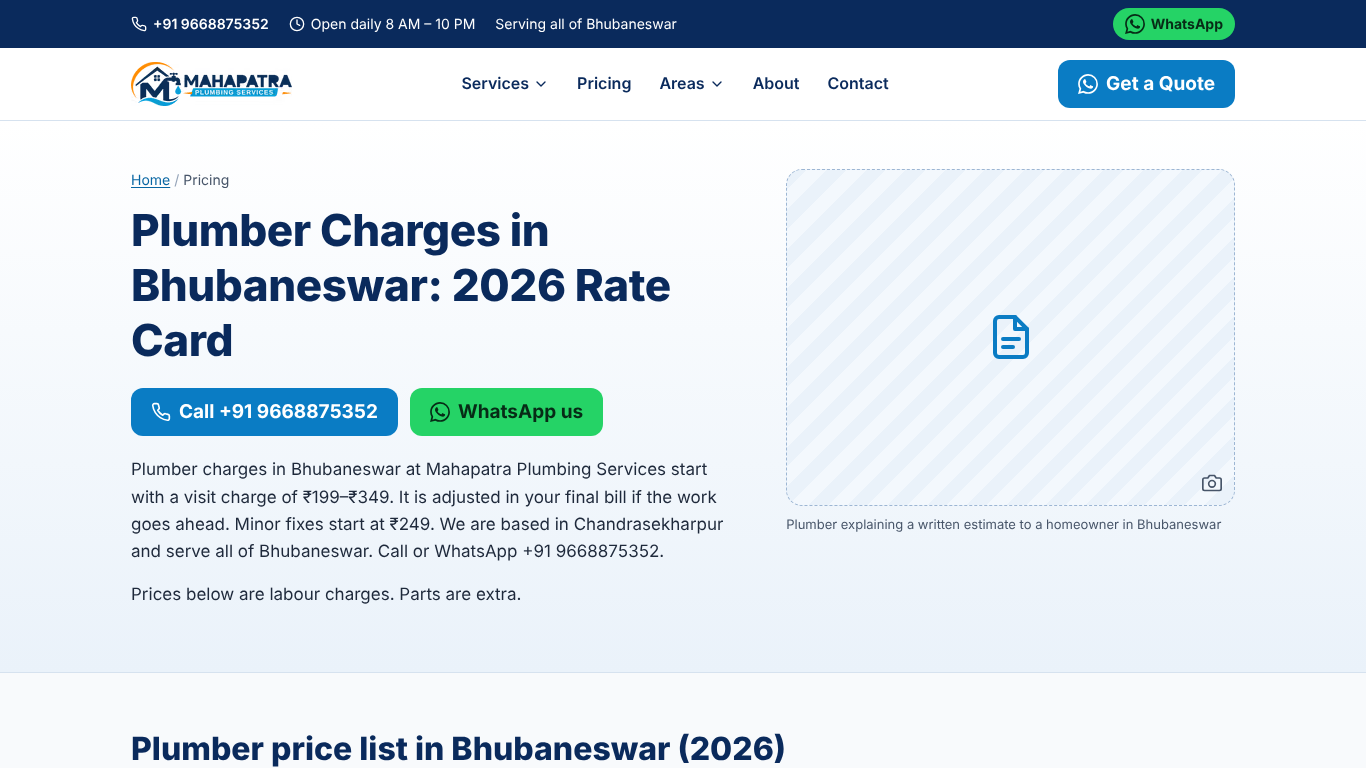 +91 9668875352
Open daily 8 AM – 10 PM
Serving all of Bhubaneswar
WhatsApp
MAHAPATRA
PLUMBING SERVICES
Services
Pricing
Areas
About
Contact
Get a Quote
Home / Pricing
Plumber Charges in
Bhubaneswar: 2026 Rate
Card
Call +91 9668875352
WhatsApp us
Plumber charges in Bhubaneswar at Mahapatra Plumbing Services start
with a visit charge of ₹199–₹349. It is adjusted in your final bill if the work
goes ahead. Minor fixes start at ₹249. We are based in Chandrasekharpur
and serve all of Bhubaneswar. Call or WhatsApp +91 9668875352.
Prices below are labour charges. Parts are extra.
Plumber explaining a written estimate to a homeowner in Bhubaneswar
Plumber price list in Bhubaneswar (2026)